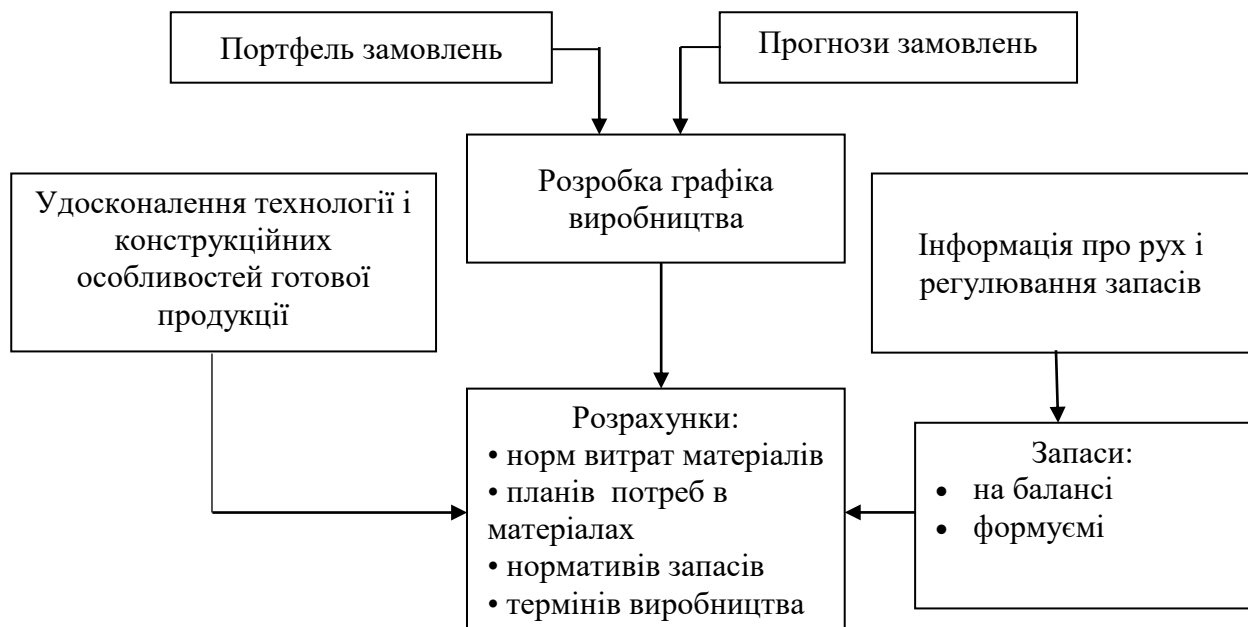 Портфель замовлень
Прогнози замовлень
Розробка графіка
виробництва
Удосконалення технології і
конструкційних
особливостей готової
продукції
Інформація про рух і
регулювання запасів
Розрахунки:
• норм витрат матеріалів
• планів потреб в
матеріалах
• нормативів запасів
• термінів виробництва
Запаси:
• на балансі
• формуємі